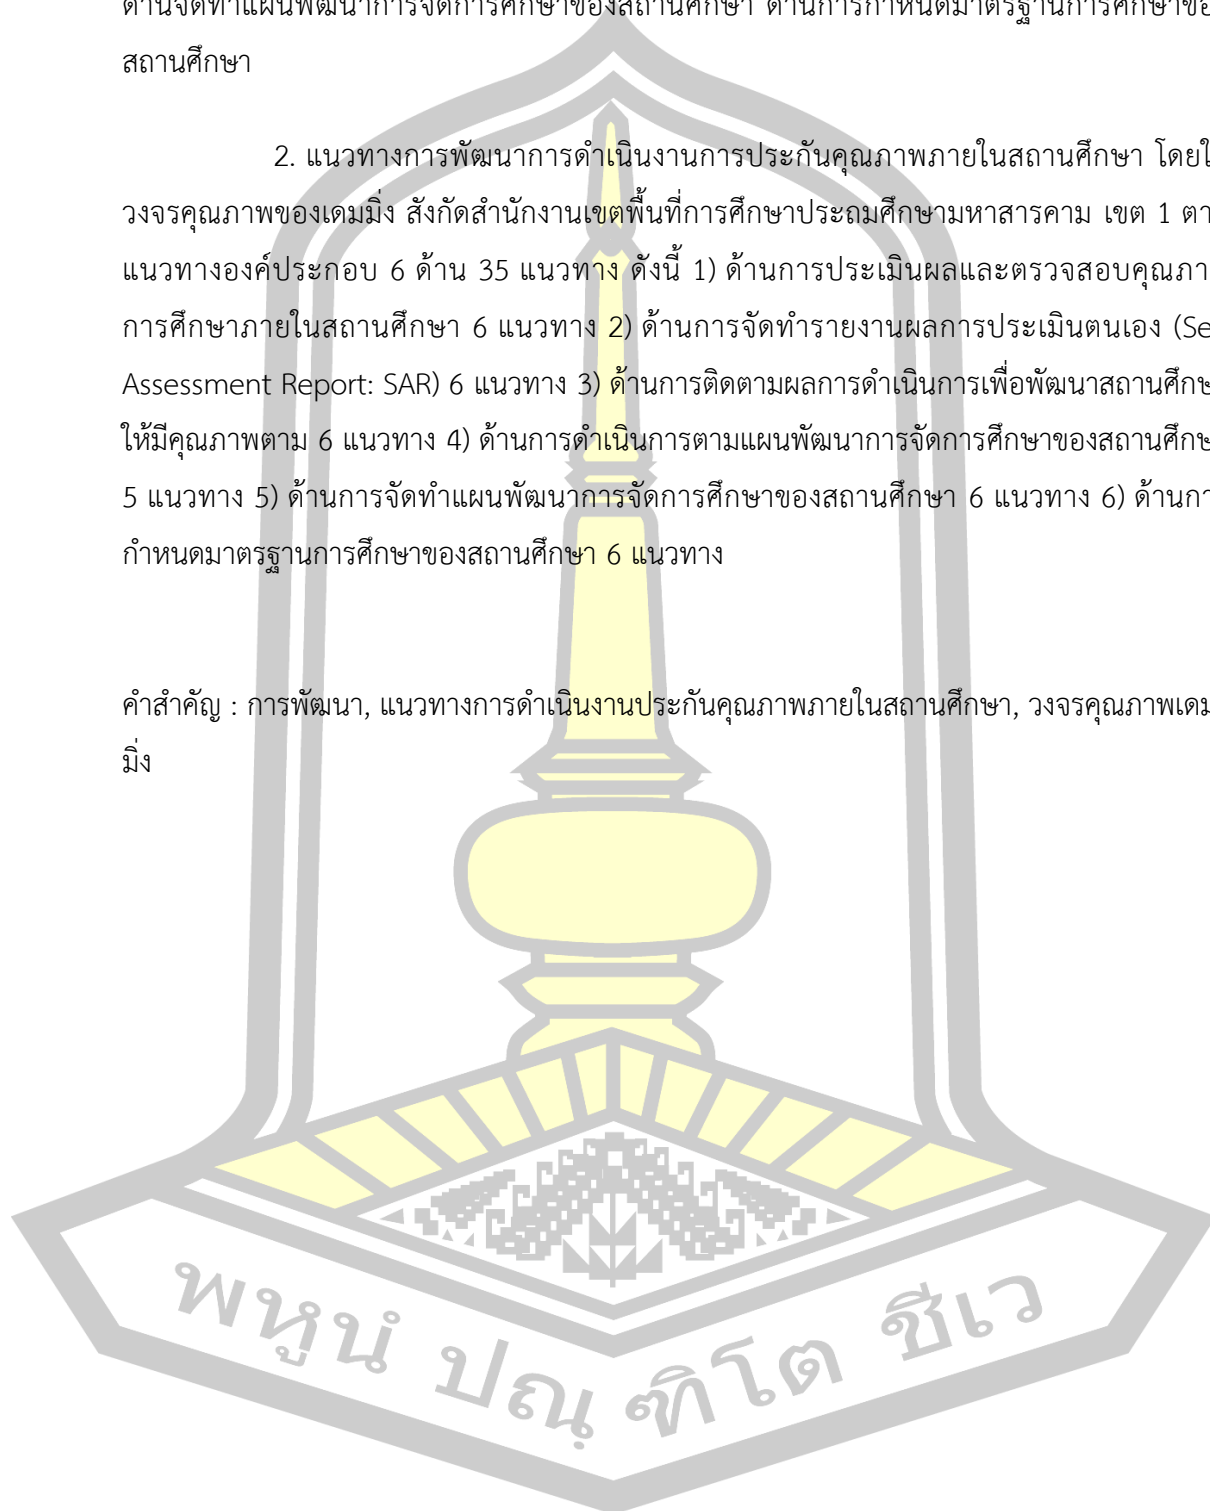 ด้านจัดทำแผนพัฒนาการจัดการศึกษาของสถานศึกษา ด้านการกำหนดมาตรฐานการศึกษาขอ
สถานศึกษา
2. แนวทางการพัฒนาการดำเนินงานการประกันคุณภาพภายในสถานศึกษา โดยใ
วงจรคุณภาพของเดมมิ่ง สังกัดสำนักงานเขตพื้นที่การศึกษาประถมศึกษามหาสารคาม เขต 1 ตา
แนวทางองค์ประกอบ 6 ด้าน 35 แนวทาง ดังนี้ 1) ด้านการประเมินผลและตรวจสอบคุณภา
การศึกษาภายในสถานศึกษา 6 แนวทาง 2) ด้านการจัดทำรายงานผลการประเมินตนเอง (Se
Assessment Report: SAR) 6 แนวทาง 3) ด้านการติดตามผลการดำเนินการเพื่อพัฒนาสถานศึกษ
ให้มีคุณภาพตาม 6 แนวทาง 4) ด้านการดำเนินการตามแผนพัฒนาการจัดการศึกษาของสถานศึกษ
5 แนวทาง 5) ด้านการจัดทำแผนพัฒนาการจัดการศึกษาของสถานศึกษา 6 แนวทาง 6) ด้านกา
กำหนดมาตรฐานการศึกษาของสถานศึกษา 6 แนวทาง
คำสำคัญ : การพัฒนา, แนวทางการดำเนินงานประกันคุณภาพภายในสถานศึกษา, วงจรคุณภาพเดม
มิ่ง
พหูนํ ปณฺฑิโต ชีเว